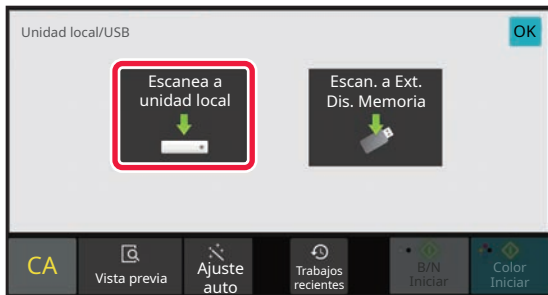 Unidad local/USB
OK
Escanea a
unidad local
Escan. a Ext.
Dis. Memoria
CA
Vista previa
Ajuste
auto
Trabajos
recientes
B/N
Iniciar
Color
Iniciar